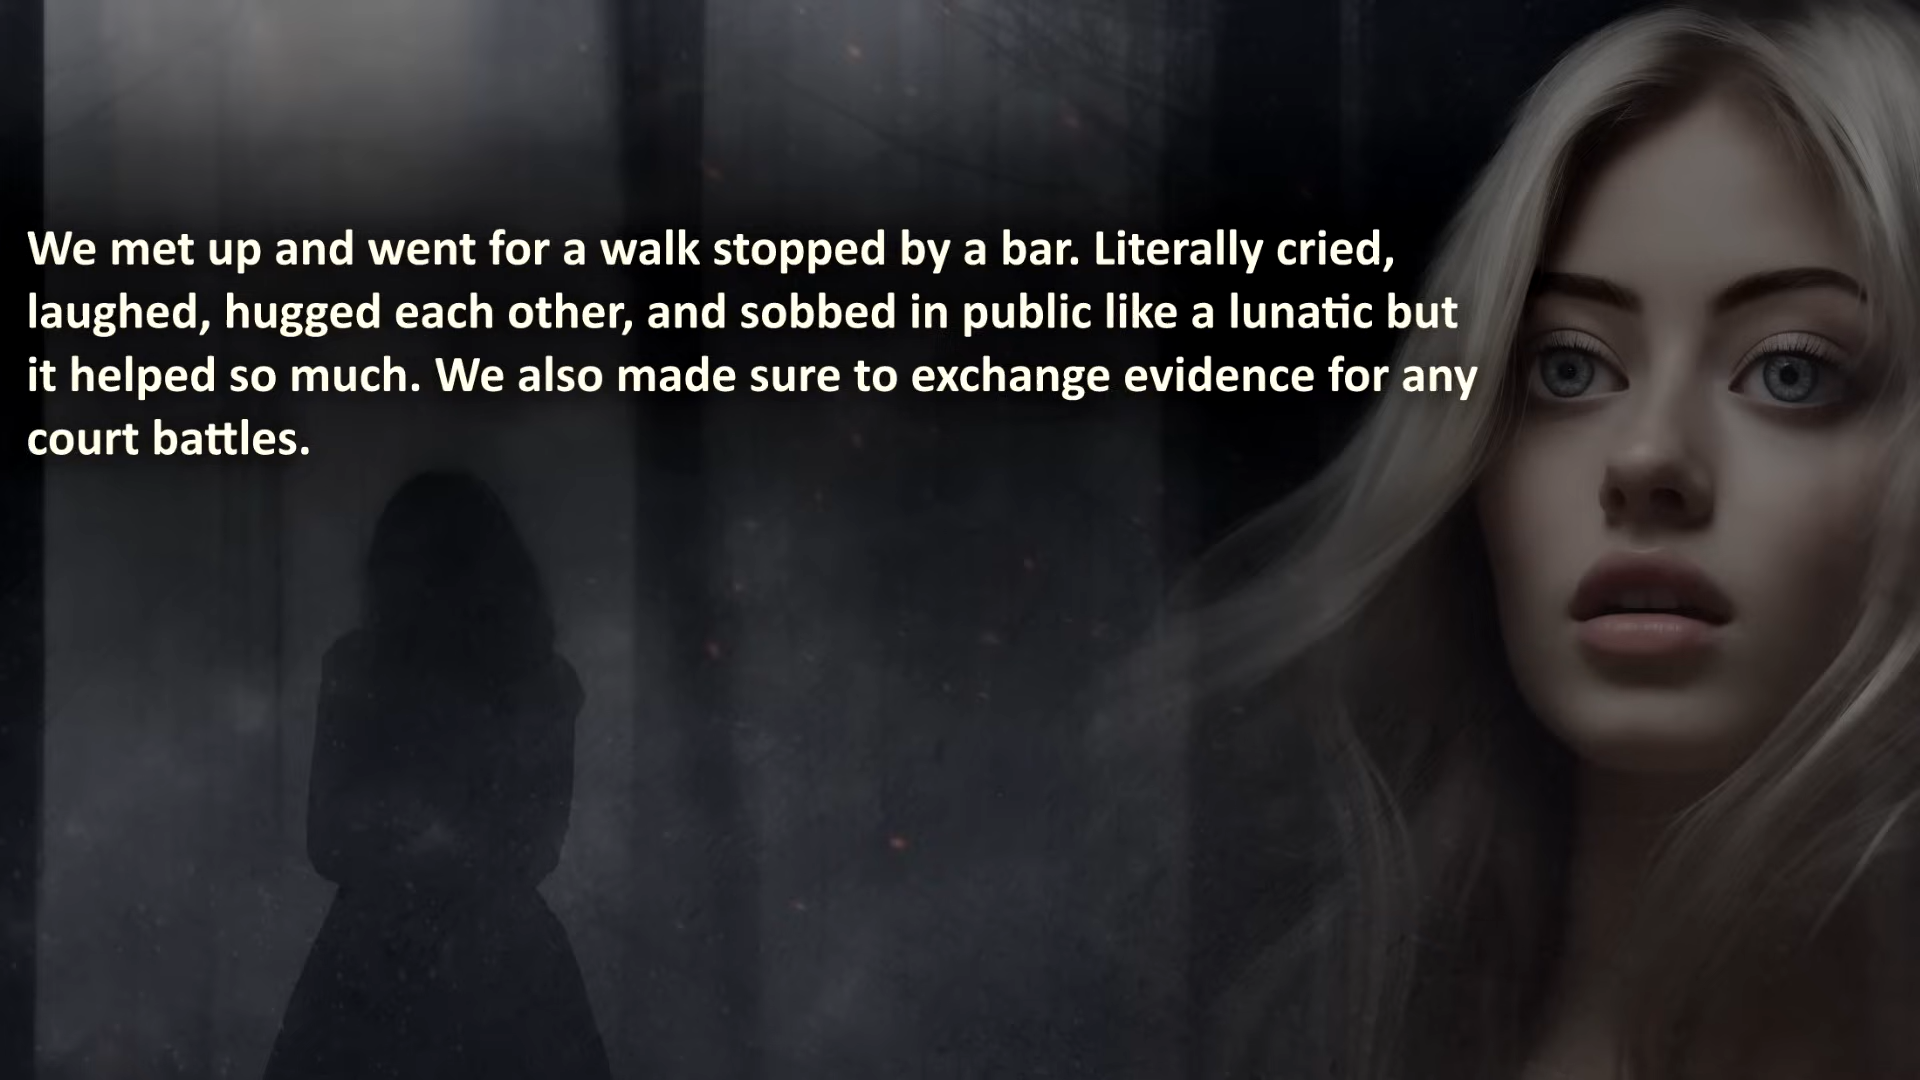 We met up and went for a walk stopped by a bar. Literally cried,
laughed, hugged each other, and sobbed in public like a lunatic but
it helped so much. We also made sure to exchange evidence for any
court battles.